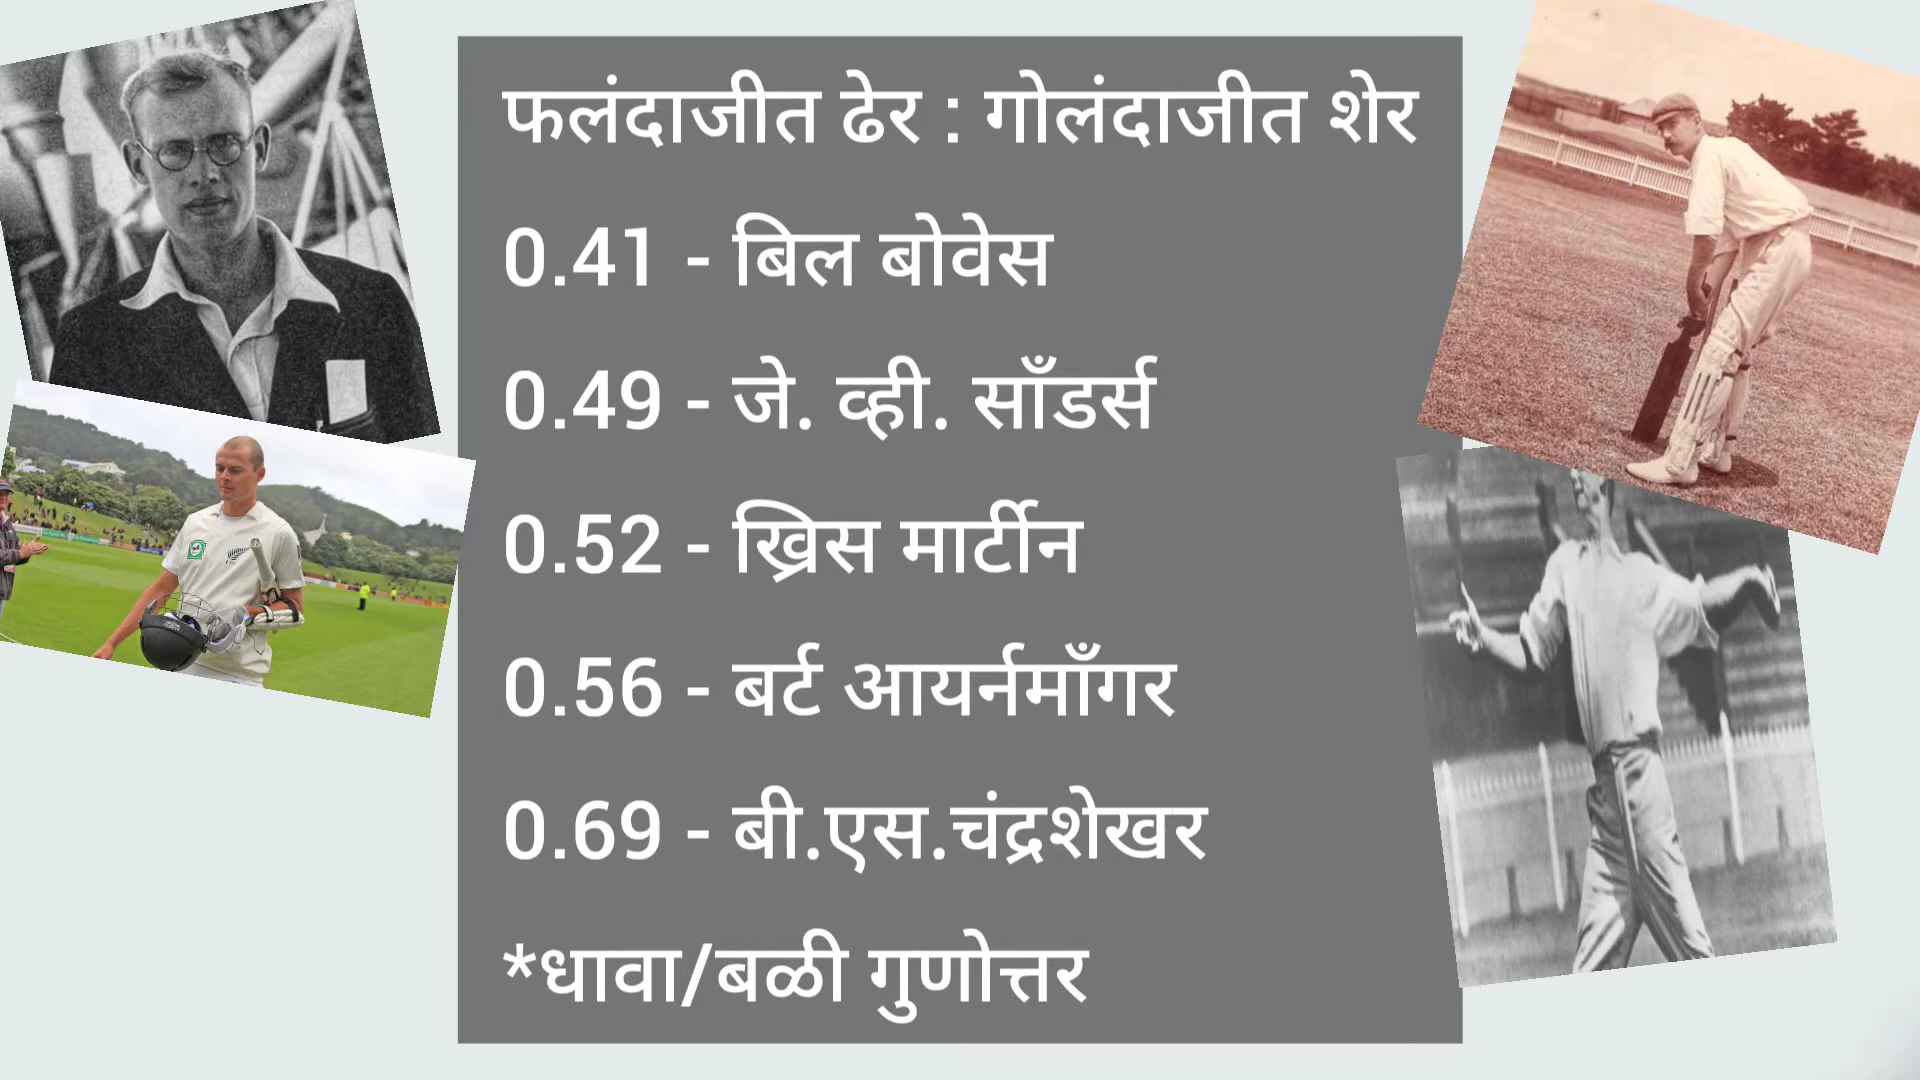 फलंदाजीत ढेर : गोलंदाजीत शेर
0.41 - बिल बोवेस
0.49 - जे. व्ही. साँडर्स
0.52 - ख्रिस मार्टीन
0.56 - बर्ट आयर्नमाँगर
0.69 - बी.एस.चंद्रशेखर
*धावा/बळी गुणोत्तर